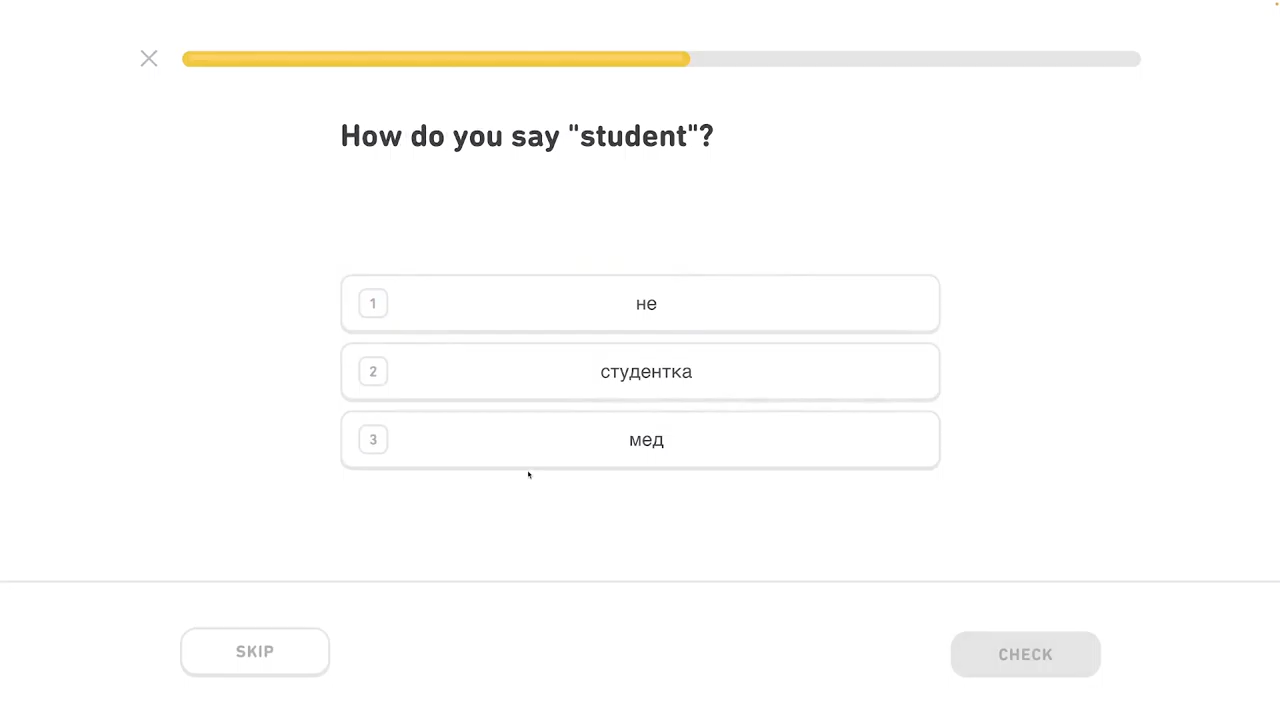 How do you say "student"?
1 не
2 студентка
3 мед
SKIP
CHECK